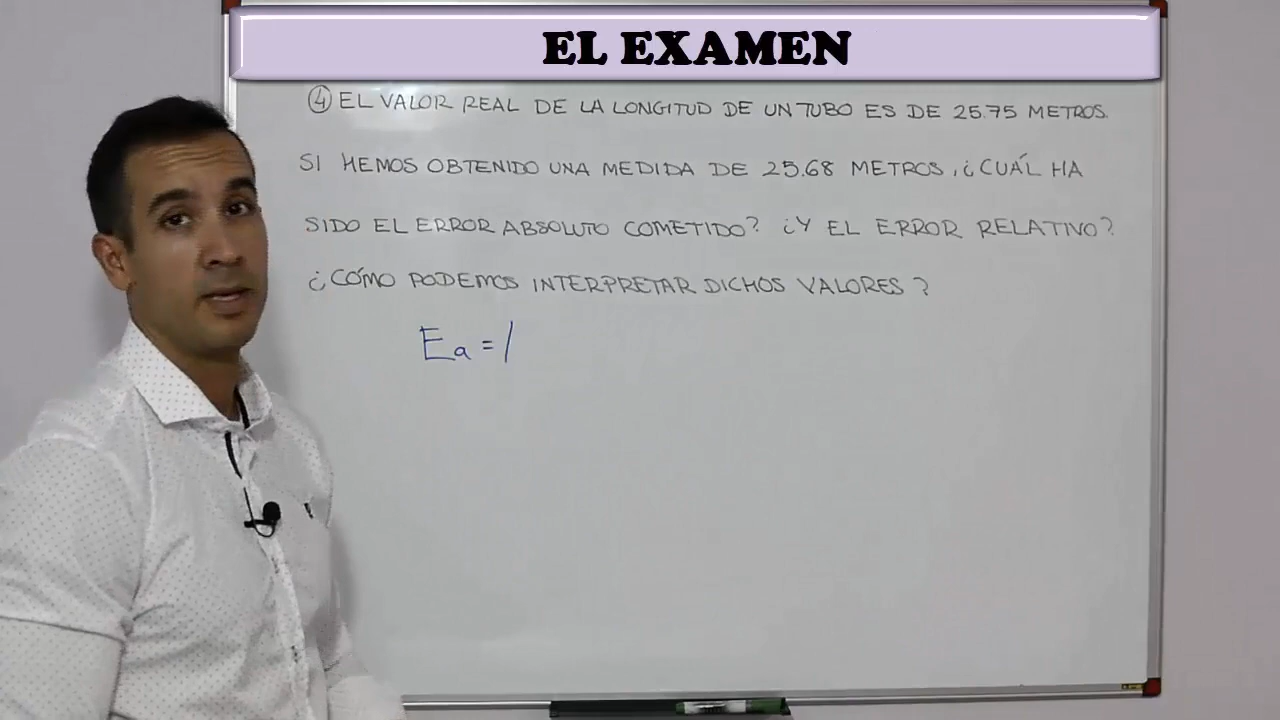 EL EXAMEN
④ EL VALOR REAL DE LA LONGITUD DE UN TUBO ES DE 25.75 METROS.
SI HEMOS OBTENIDO UNA MEDIDA DE 25.68 METROS, ¿CUÁL HA
SIDO EL ERROR ABSOLUTO COMETIDO? ¿Y EL ERROR RELATIVO?
¿CÓMO PODEMOS INTERPRETAR DICHOS VALORES?
Ea = |